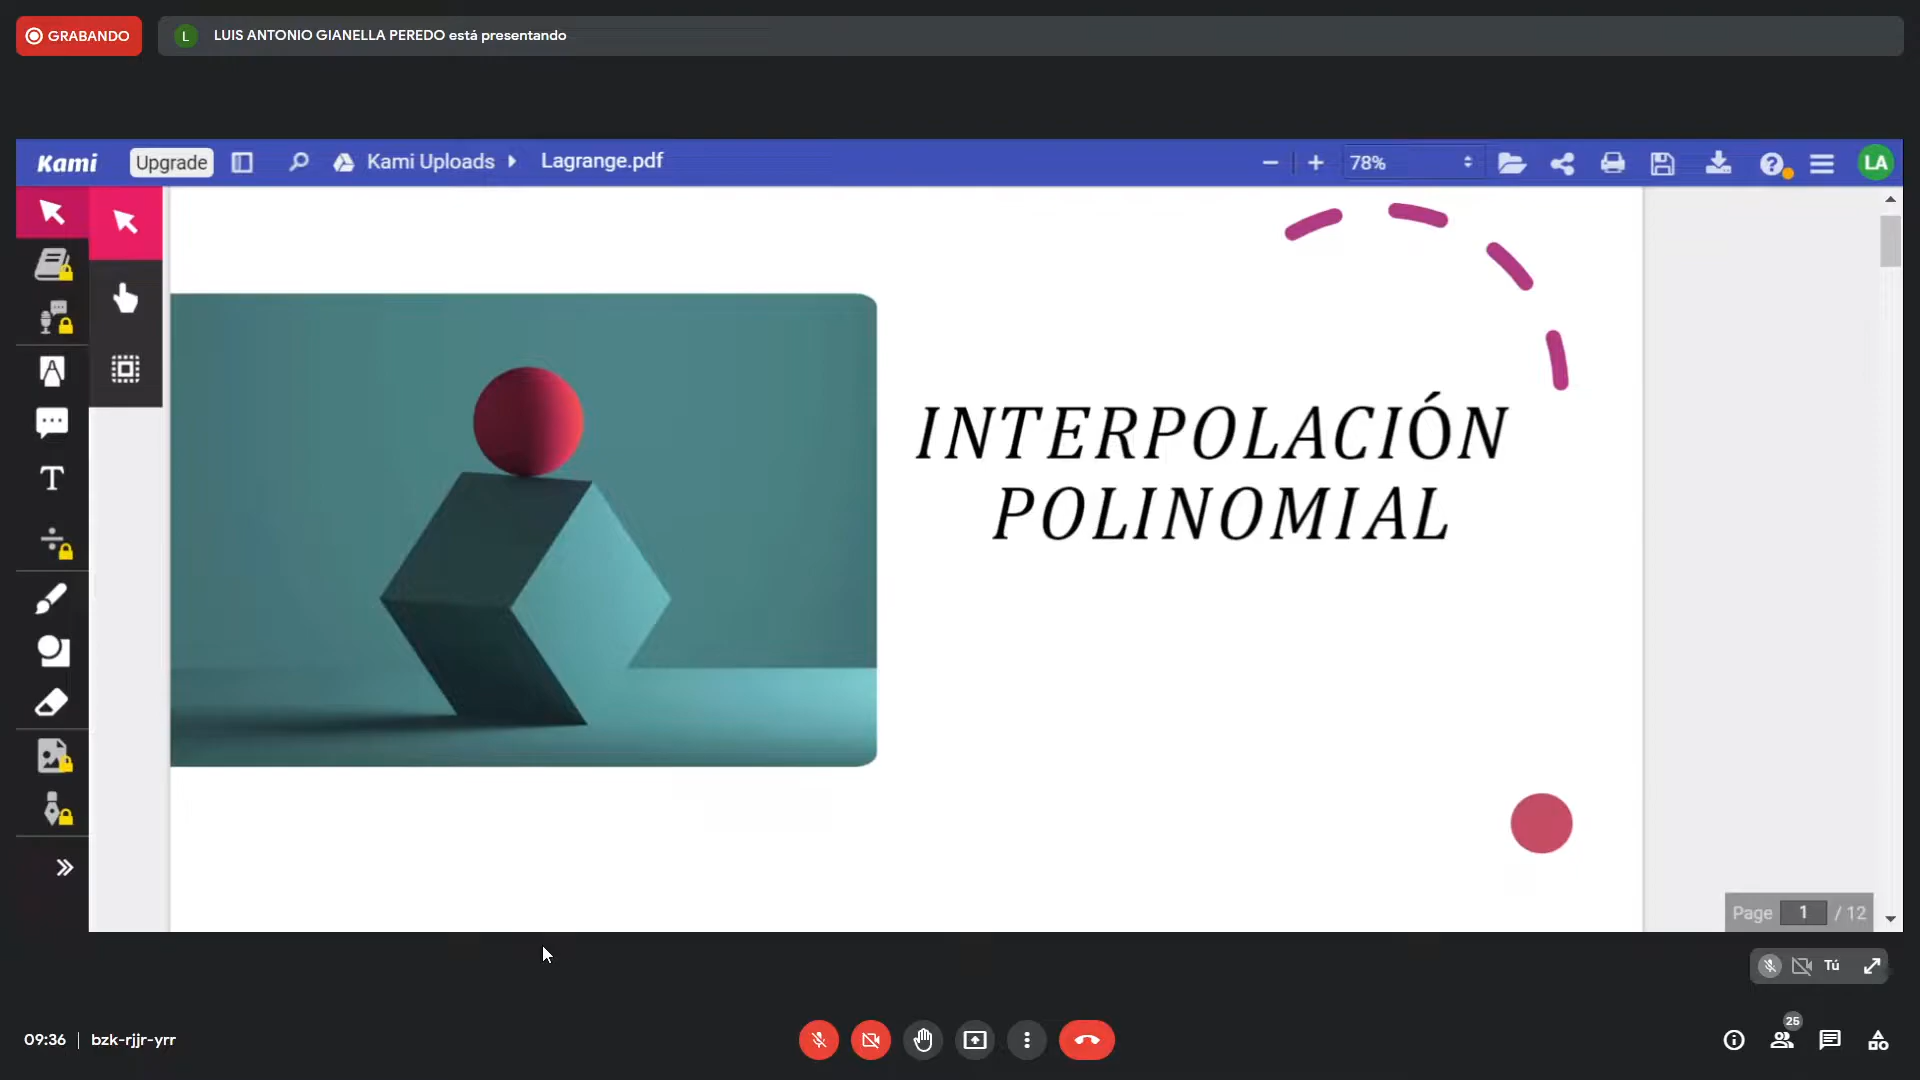 GRABANDO
L
LUIS ANTONIO GIANELLA PEREDO está presentando
Kami
Upgrade
Kami Uploads
Lagrange.pdf
78%
LA
INTERPOLACIÓN
POLINOMIAL
Page 1 / 12
Tú
09:36 | bzk-rjjr-yrr
25